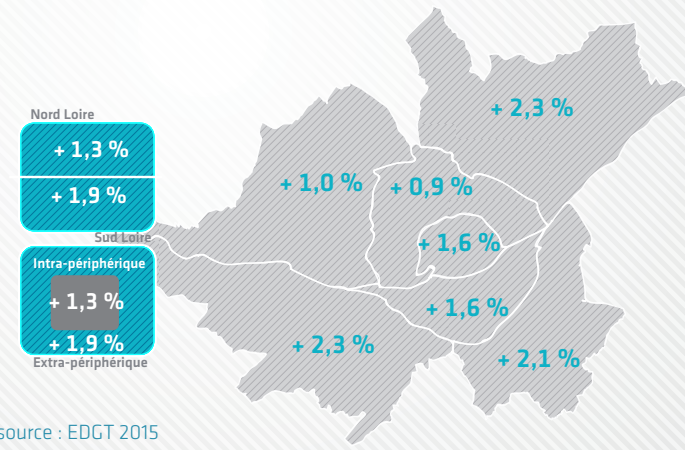 Nord Loire
+ 1,3 %
+ 1,9 %
Sud Loire
Intra-périphérique
+ 1,3 %
+ 1,9 %
Extra-périphérique
+ 2,3 %
+ 1,0 %
+ 0,9 %
+ 1,6 %
+ 1,6 %
+ 2,3 %
+ 2,1 %
source : EDGT 2015